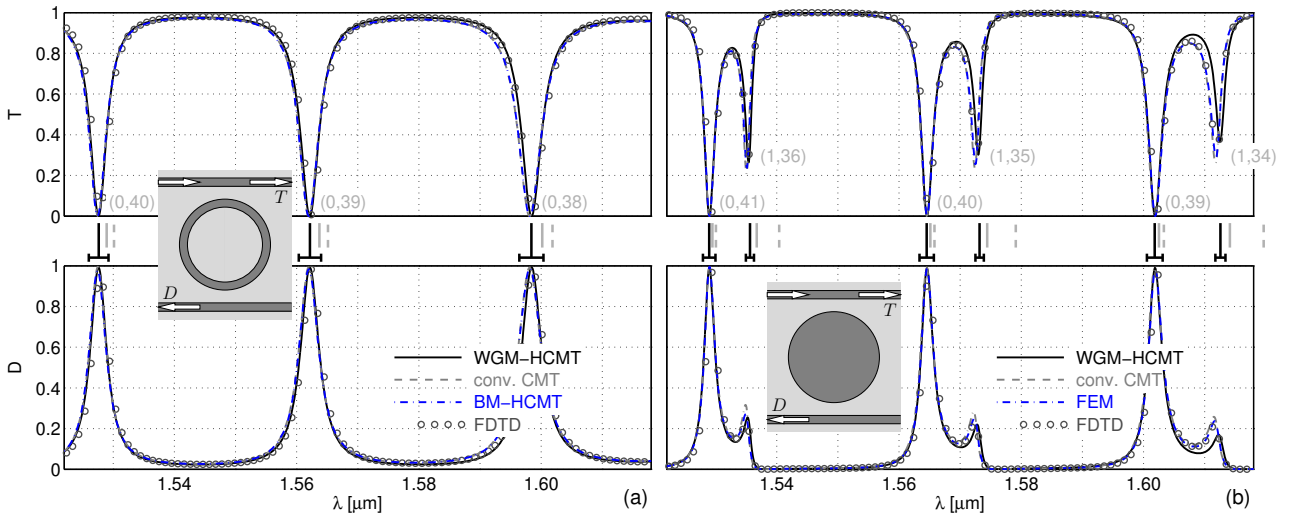 1
0.8
0.6
0.4
0.2
0
T
(0,40)
(0,39)
(0,38)
T
D
1
0.8
0.6
0.4
0.2
0
D
WGM−HCMT
conv. CMT
BM−HCMT
FDTD
1.54
1.56
1.58
1.60
λ [μm]
(a)
1
0.8
0.6
0.4
0.2
0
(0,41)
(1,36)
(0,40)
(1,35)
(0,39)
(1,34)
T
D
1
0.8
0.6
0.4
0.2
0
WGM−HCMT
conv. CMT
FEM
FDTD
1.54
1.56
1.58
1.60
λ [μm]
(b)